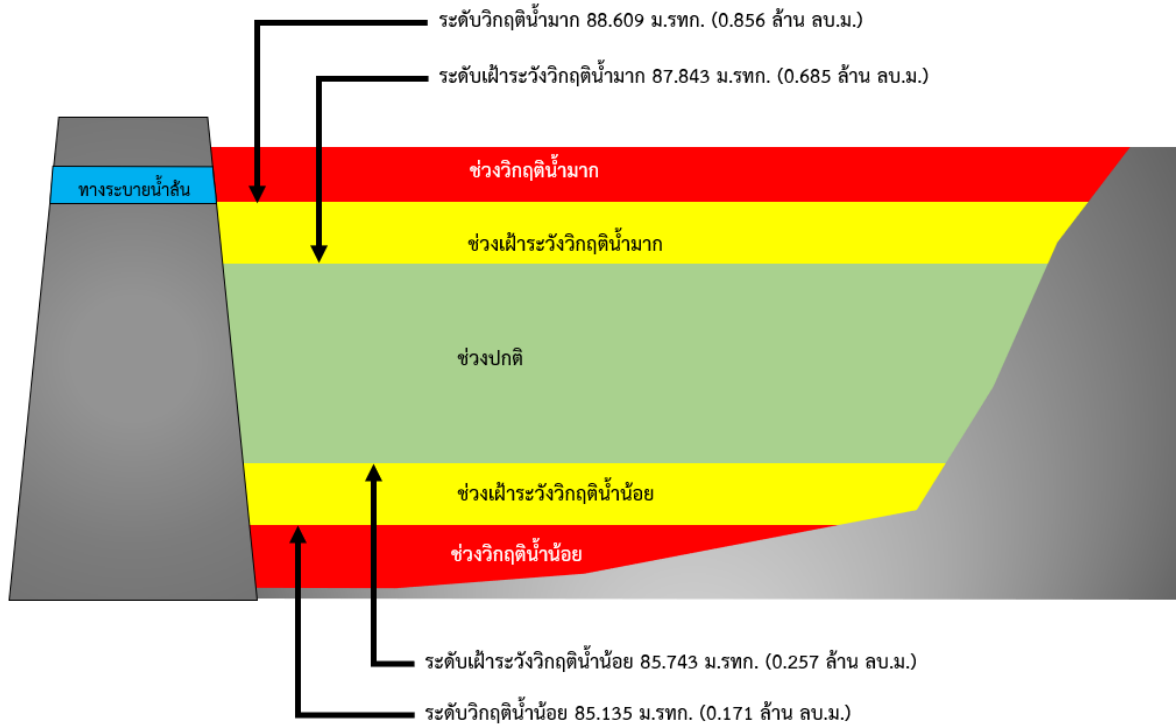 ระดับวิกฤติน้ำมาก 88.609 ม.รทก. (0.856 ล้าน ลบ.ม.)
ระดับเฝ้าระวังวิกฤติน้ำมาก 87.843 ม.รทก. (0.685 ล้าน ลบ.ม.)
ช่วงวิกฤติน้ำมาก
ทางระบายน้ำล้น
ช่วงเฝ้าระวังวิกฤติน้ำมาก
ช่วงปกติ
ช่วงเฝ้าระวังวิกฤติน้ำน้อย
ช่วงวิกฤติน้ำน้อย
ระดับเฝ้าระวังวิกฤติน้ำน้อย 85.743 ม.รทก. (0.257 ล้าน ลบ.ม.)
ระดับวิกฤติน้ำน้อย 85.135 ม.รทก. (0.171 ล้าน ลบ.ม.)